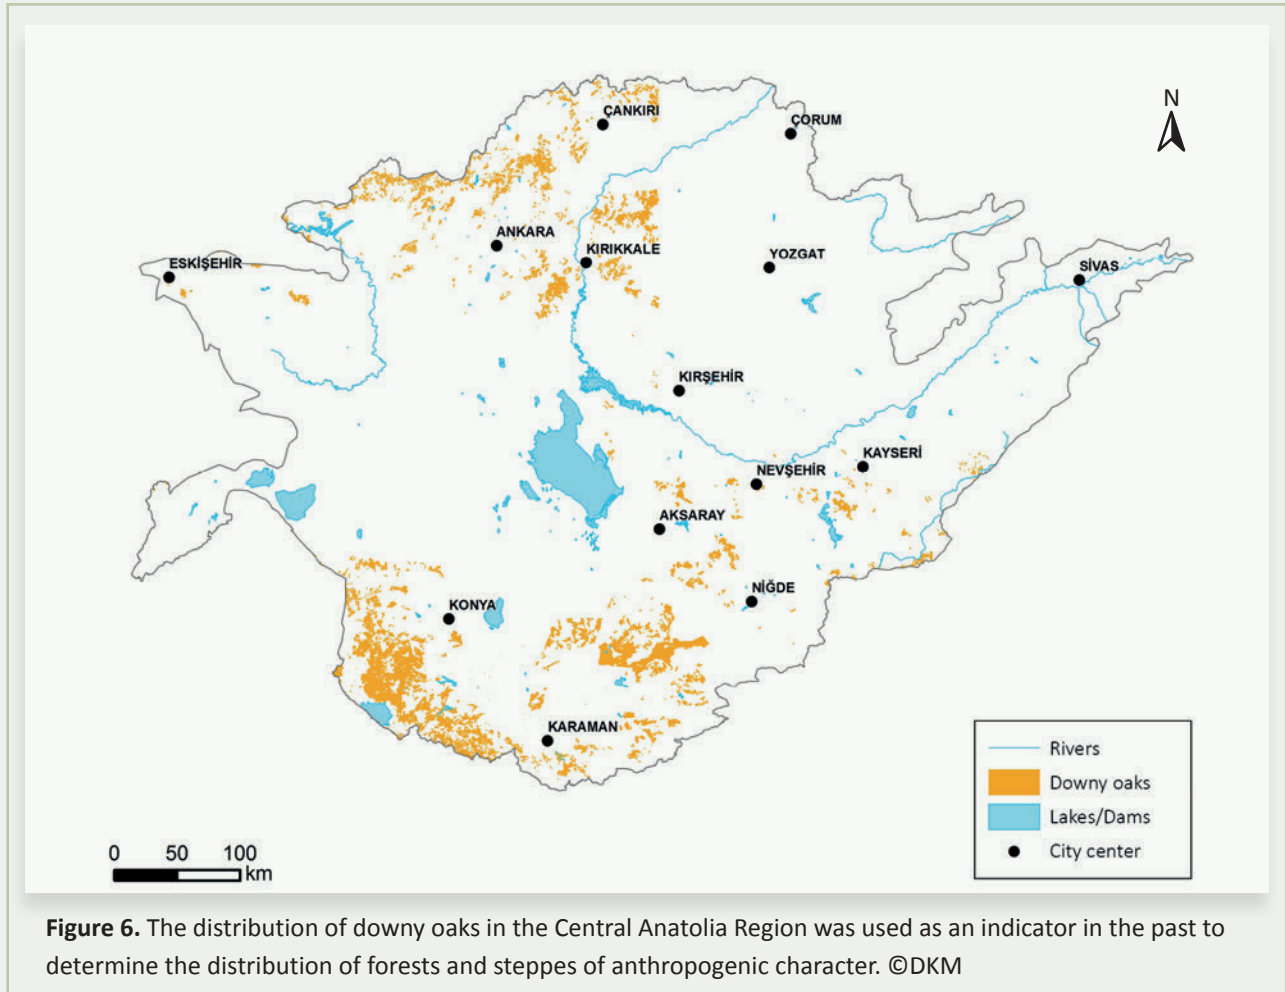 N
ÇANKIRI
ÇORUM
ANKARA
KIRIKKALE
YOZGAT
ESKİŞEHİR
SİVAS
KIRŞEHİR
KAYSERİ
NEVŞEHİR
AKSARAY
NİĞDE
KONYA
KARAMAN
Rivers
Downy oaks
Lakes/Dams
City center
0 50 100
km
Figure 6. The distribution of downy oaks in the Central Anatolia Region was used as an indicator in the past to
determine the distribution of forests and steppes of anthropogenic character. ©DKM